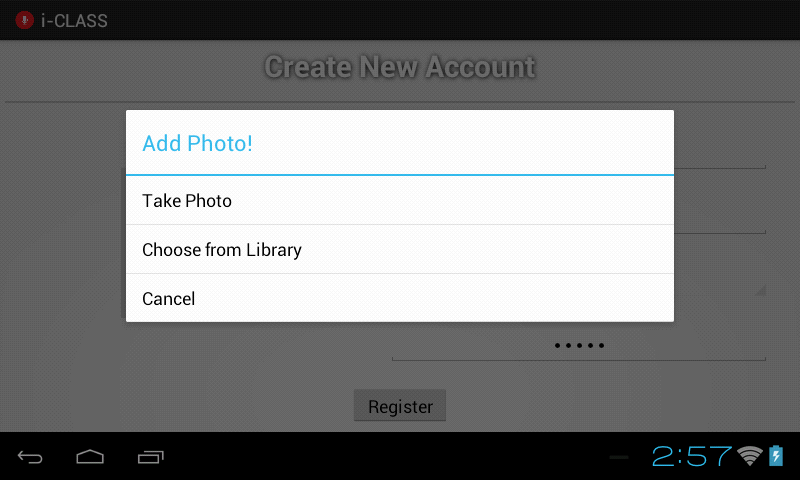 i-CLASS
Create New Account
Add Photo!
Take Photo
Choose from Library
Cancel
•••••
Register
2:57